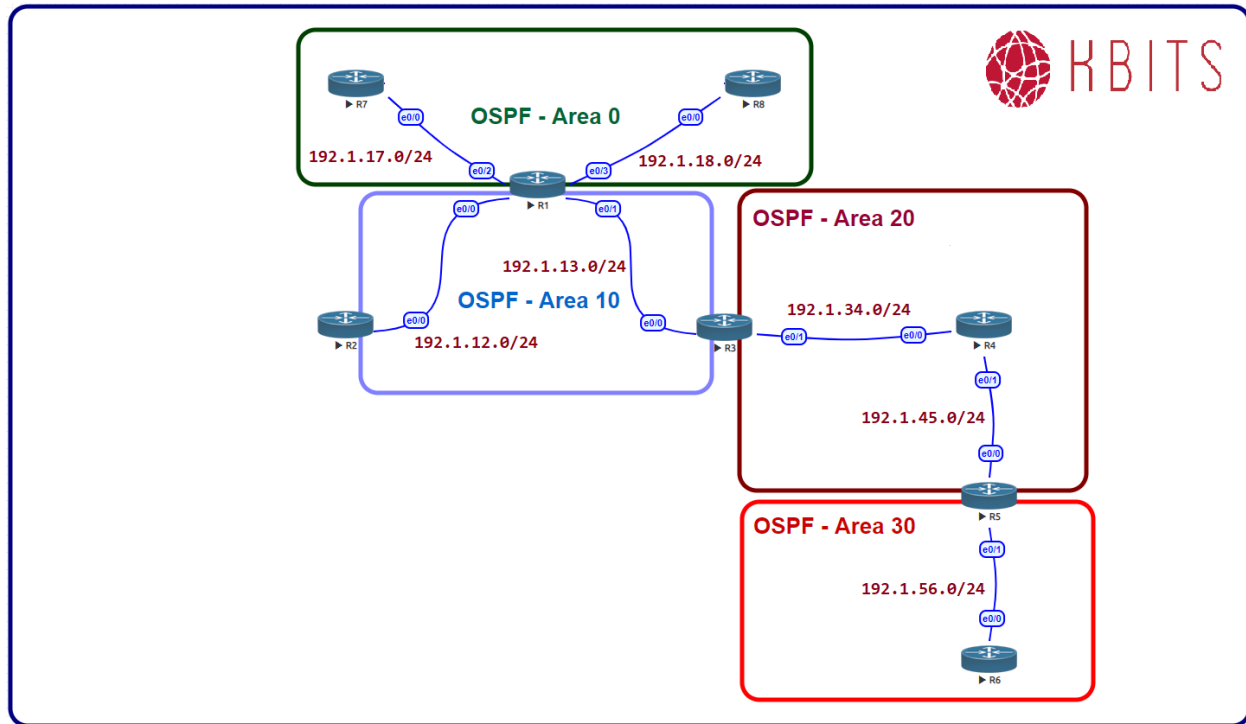 KBITS
R7
R8
OSPF - Area 0
e0/0
e0/0
192.1.17.0/24
192.1.18.0/24
e0/2
e0/3
R1
e0/0
e0/1
OSPF - Area 20
192.1.13.0/24
OSPF - Area 10
192.1.34.0/24
e0/0
e0/0
R2
192.1.12.0/24
R3
e0/1
e0/0
R4
e0/1
192.1.45.0/24
e0/0
R5
OSPF - Area 30
e0/1
192.1.56.0/24
e0/0
R6